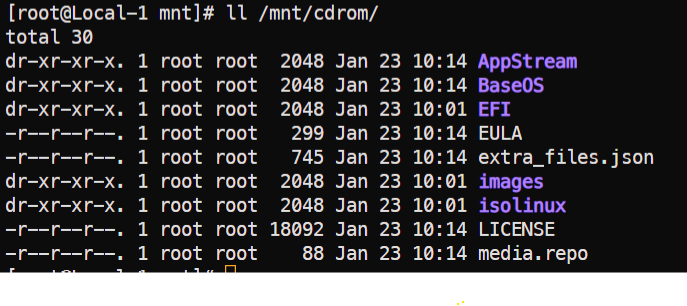 [root@Local-1 mnt]# ll /mnt/cdrom/
total 30
dr-xr-xr-x. 1 root root  2048 Jan 23 10:14 AppStream
dr-xr-xr-x. 1 root root  2048 Jan 23 10:14 BaseOS
dr-xr-xr-x. 1 root root  2048 Jan 23 10:01 EFI
-r--r--r--. 1 root root   299 Jan 23 10:14 EULA
-r--r--r--. 1 root root   745 Jan 23 10:14 extra_files.json
dr-xr-xr-x. 1 root root  2048 Jan 23 10:01 images
dr-xr-xr-x. 1 root root  2048 Jan 23 10:01 isolinux
-r--r--r--. 1 root root 18092 Jan 23 10:14 LICENSE
-r--r--r--. 1 root root    88 Jan 23 10:14 media.repo